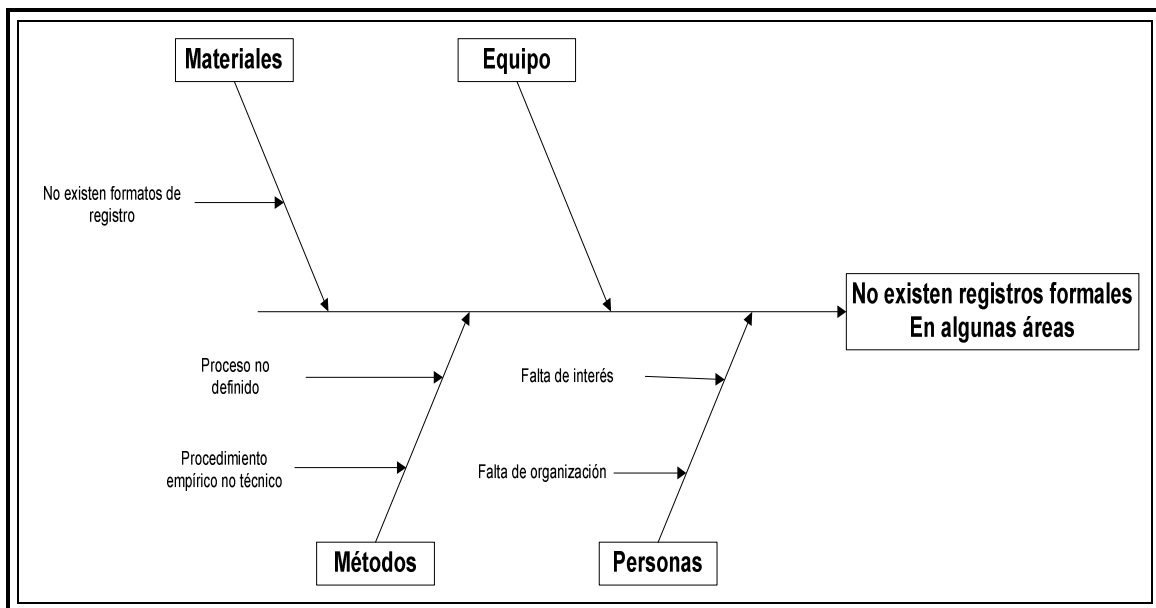 Materiales
Equipo
No existen formatos de
registro
No existen registros formales
En algunas áreas
Proceso no
definido
Falta de interés
Procedimiento
empírico no técnico
Falta de organización
Métodos
Personas